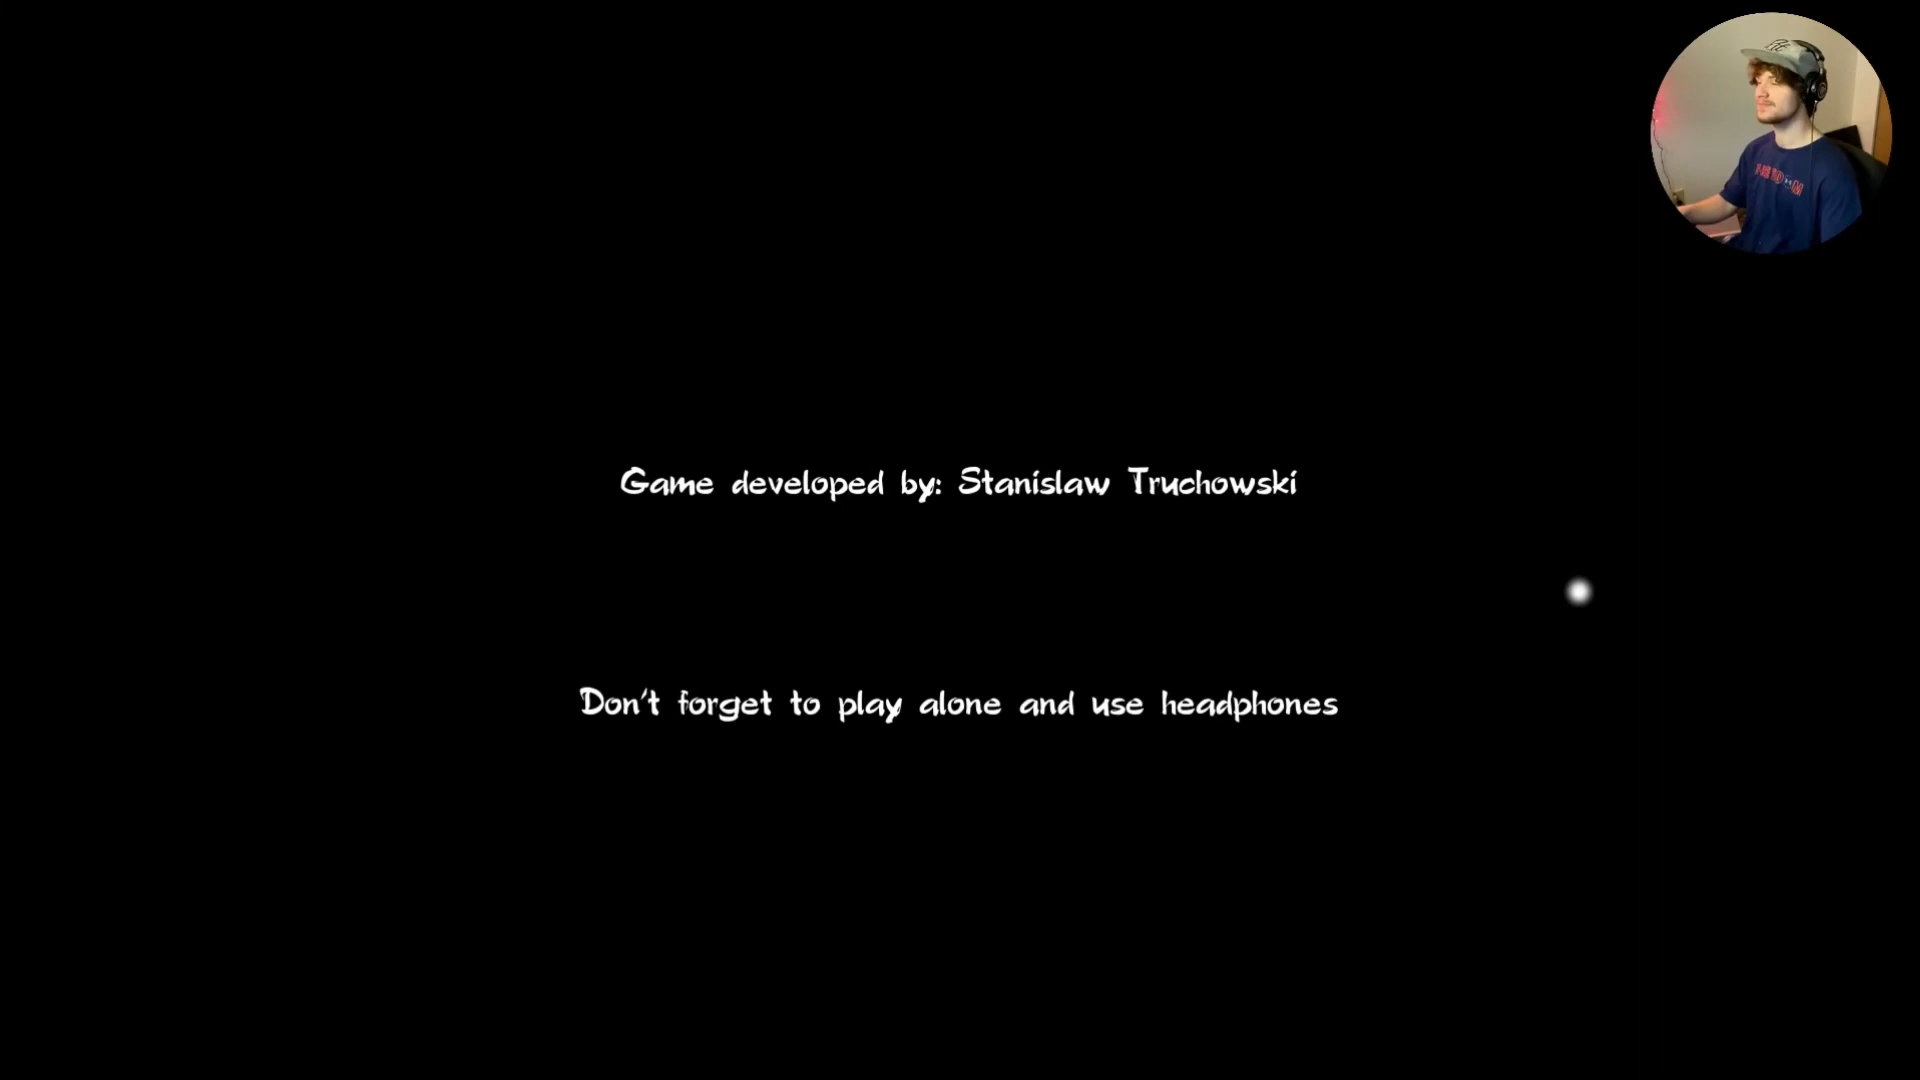 Game developed by: Stanislaw Truchowski
Don't forget to play alone and use headphones